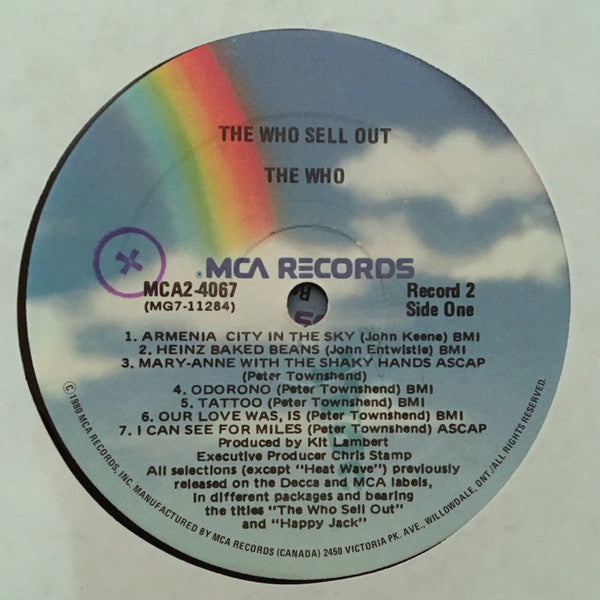 THE WHO SELL OUT
THE WHO
MCA RECORDS
MCA2-4067
(MG7-11284)
Record 2
Side One
1. ARMENIA CITY IN THE SKY (John Keene) BMI
2. HEINZ BAKED BEANS (John Entwistle) BMI
3. MARY-ANNE WITH THE SHAKY HANDS ASCAP
(Peter Townshend)
4. ODORONO (Peter Townshend) BMI
5. TATTOO (Peter Townshend) BMI
6. OUR LOVE WAS, IS (Peter Townshend) BMI
7. I CAN SEE FOR MILES (Peter Townshend) ASCAP
Produced by Kit Lambert
Executive Producer Chris Stamp
All selections (except "Heat Wave") previously
released on the Decca and MCA labels,
in different packages and bearing
the titles "The Who Sell Out"
and "Happy Jack"
© 1980 MCA RECORDS, INC. MANUFACTURED BY MCA RECORDS (CANADA) 2450 VICTORIA PK. AVE., WILLOWDALE, ONT./ALL RIGHTS RESERVED.